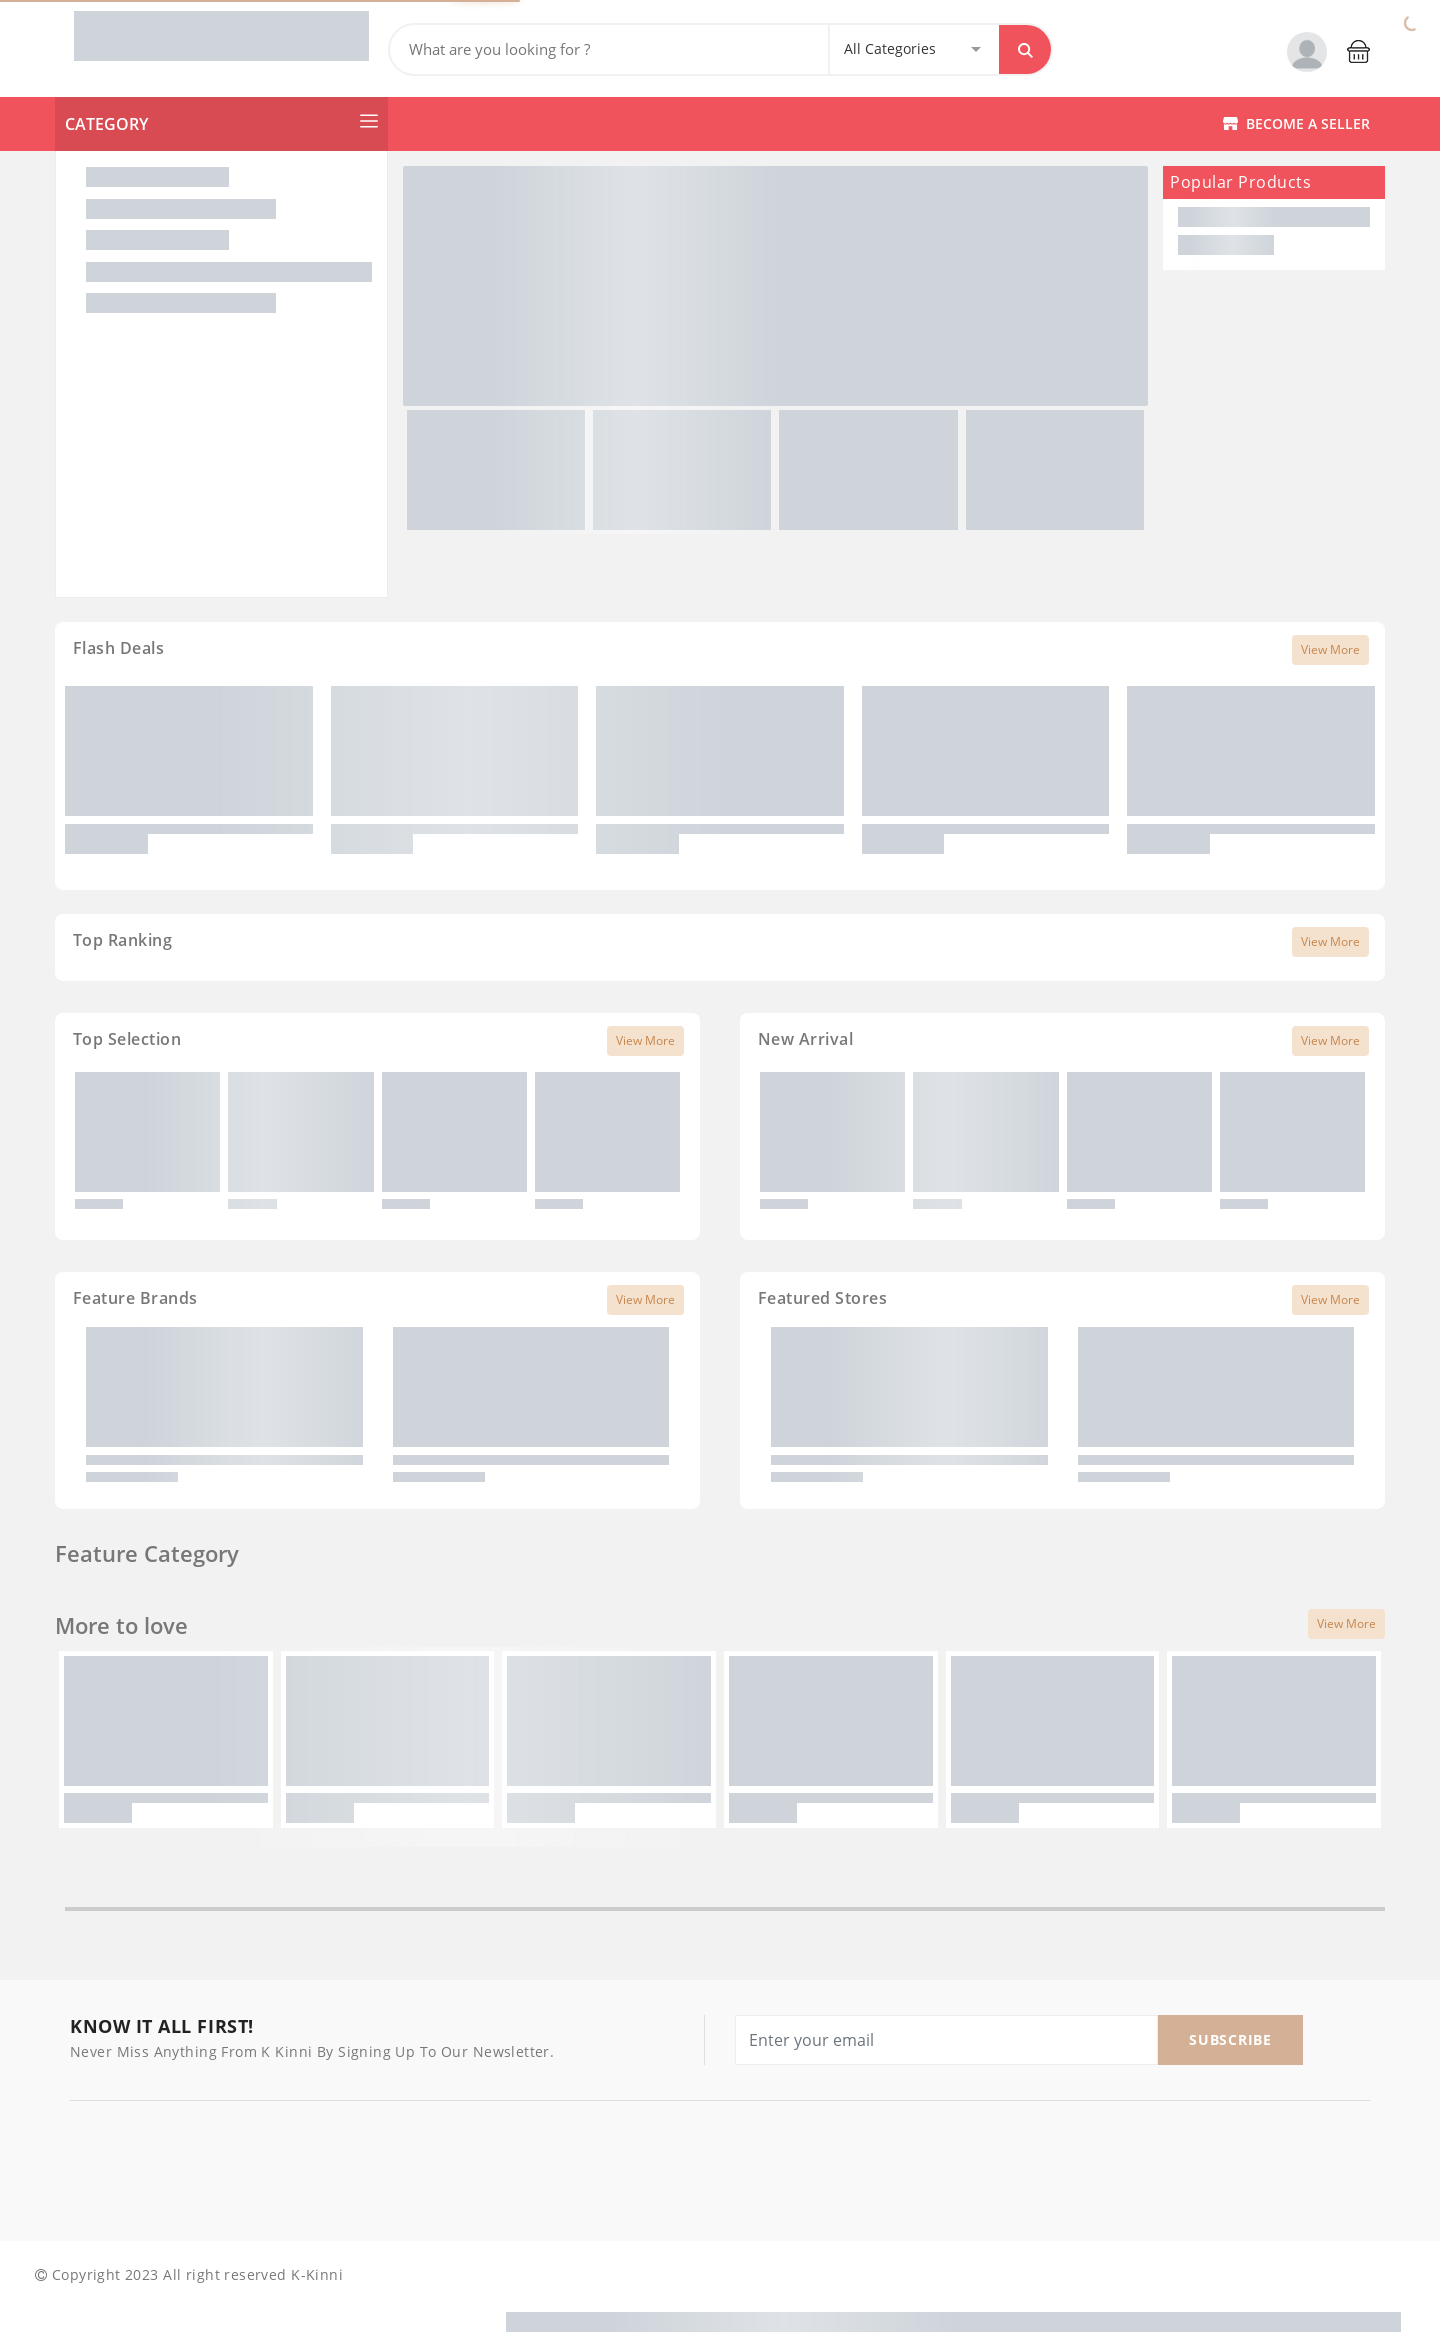 What are you looking for ?
All Categories
CATEGORY
BECOME A SELLER
Popular Products
Flash Deals
View More
Top Ranking
View More
Top Selection
View More
New Arrival
View More
Feature Brands
View More
Featured Stores
View More
Feature Category
More to love
View More
KNOW IT ALL FIRST!
Never Miss Anything From K Kinni By Signing Up To Our Newsletter.
Enter your email
SUBSCRIBE
© Copyright 2023 All right reserved K-Kinni